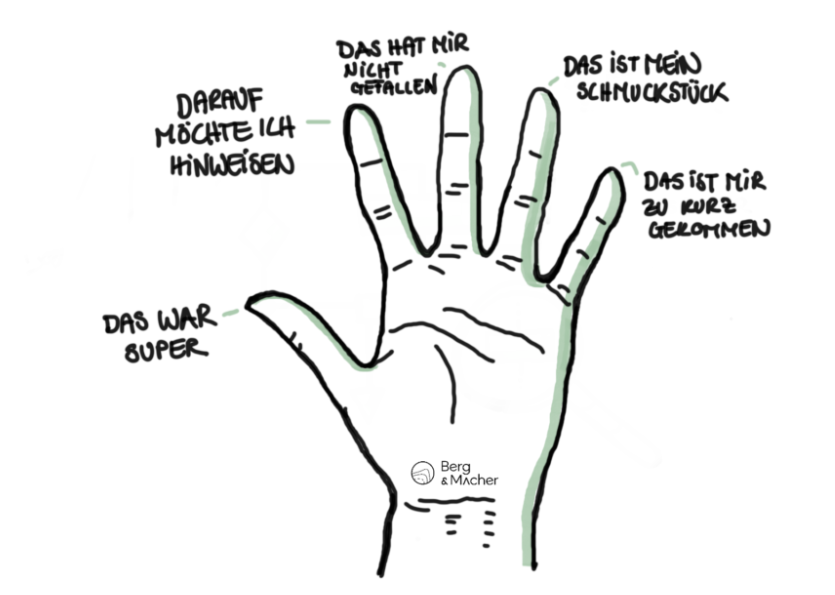 DAS HAT MIR
NICHT
GEFALLEN
DAS IST MEIN
SCHMUCKSTÜCK
DARAUF
MÖCHTE ICH
HINWEISEN
DAS IST MIR
ZU KURZ
GEKOMMEN
DAS WAR
SUPER
Berg
& Macher